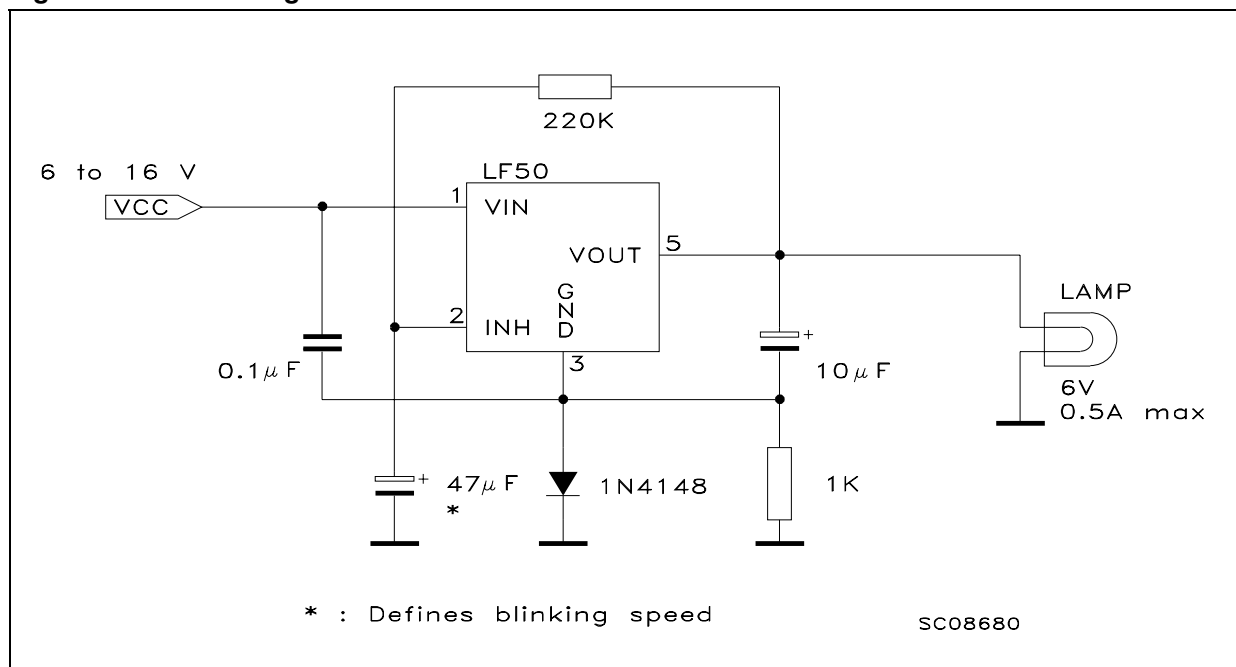 220K
6 to 16 V
LF50
VCC
1
VIN
VOUT
5
GND
2
INH
3
LAMP
0.1μF
10μF
6V
0.5A max
47μF
*
1N4148
1K
* : Defines blinking speed
SC08680